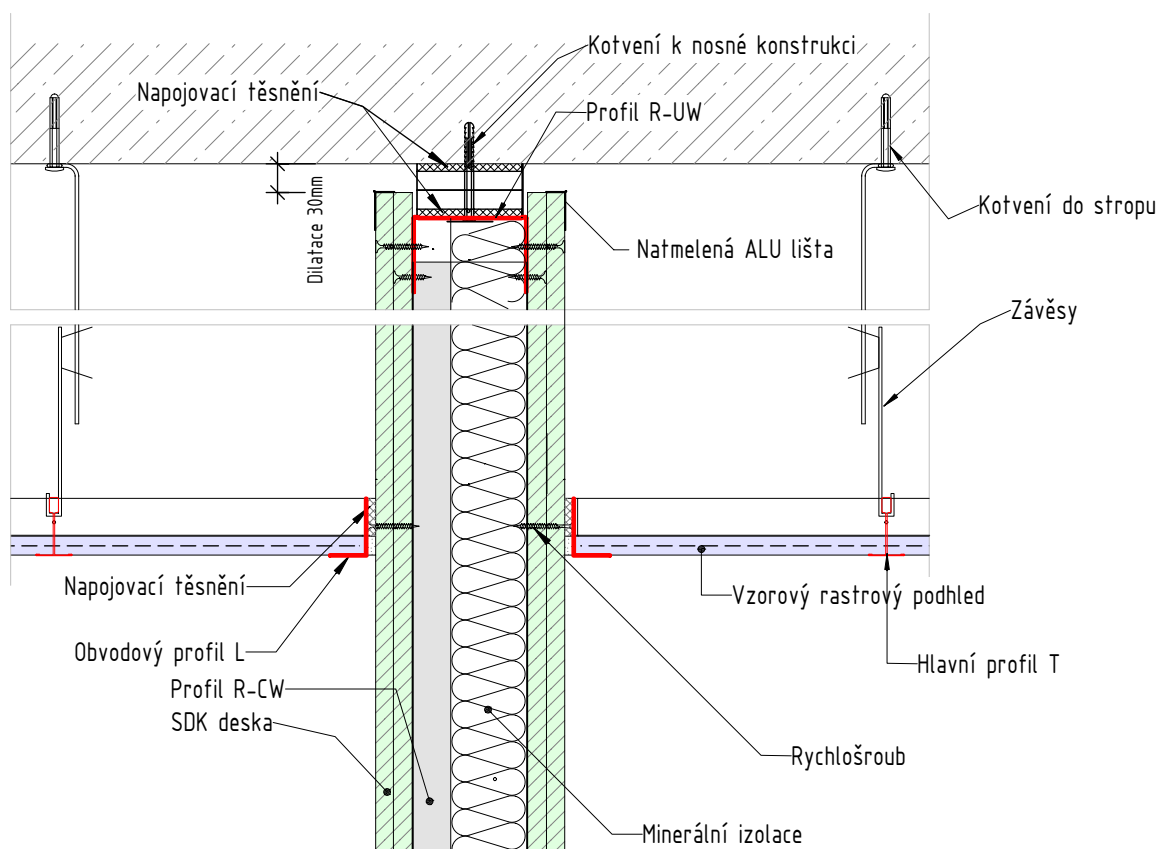 Kotvení k nosné konstrukci
Napojovací těsnění
Profil R-UW
Kotvení do stropu
Dilatace 30mm
Natmelená ALU lišta
Závěsy
Napojovací těsnění
Vzorový rastrový podhled
Obvodový profil L
Hlavní profil T
Profil R-CW
SDK deska
Rychlošroub
Minerální izolace